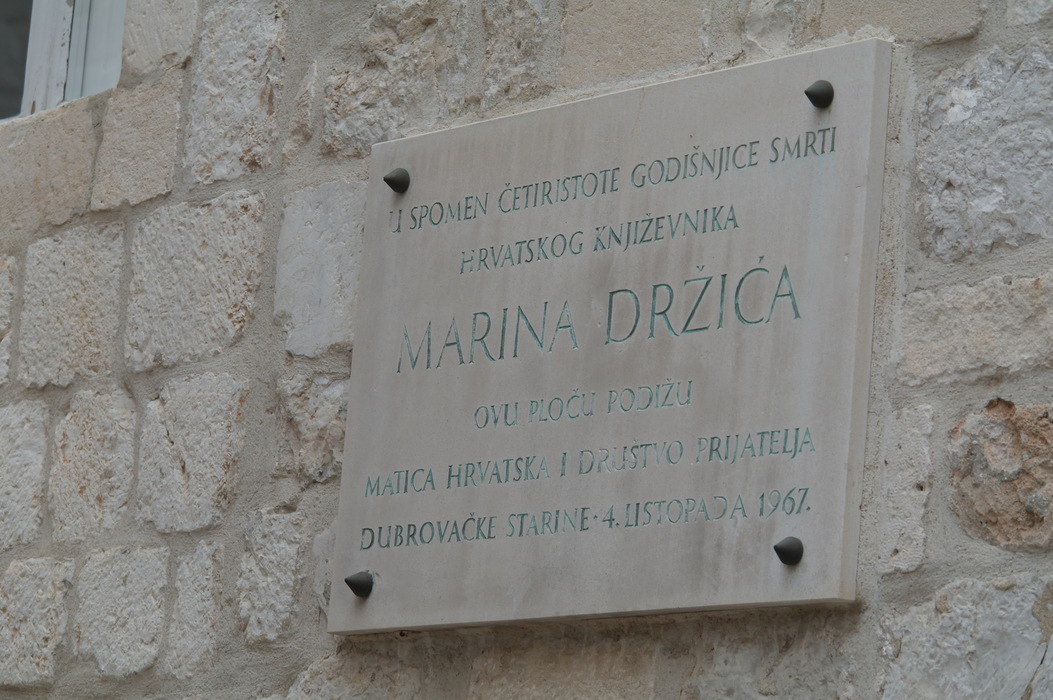 U SPOMEN ČETIRISTOTE GODIŠNJICE SMRTI
HRVATSKOG KNJIŽEVNIKA
MARINA DRŽIĆA
OVU PLOČU PODIŽU
MATICA HRVATSKA I DRUŠTVO PRIJATELJA
DUBROVAČKE STARINE · 4. LISTOPADA 1967.